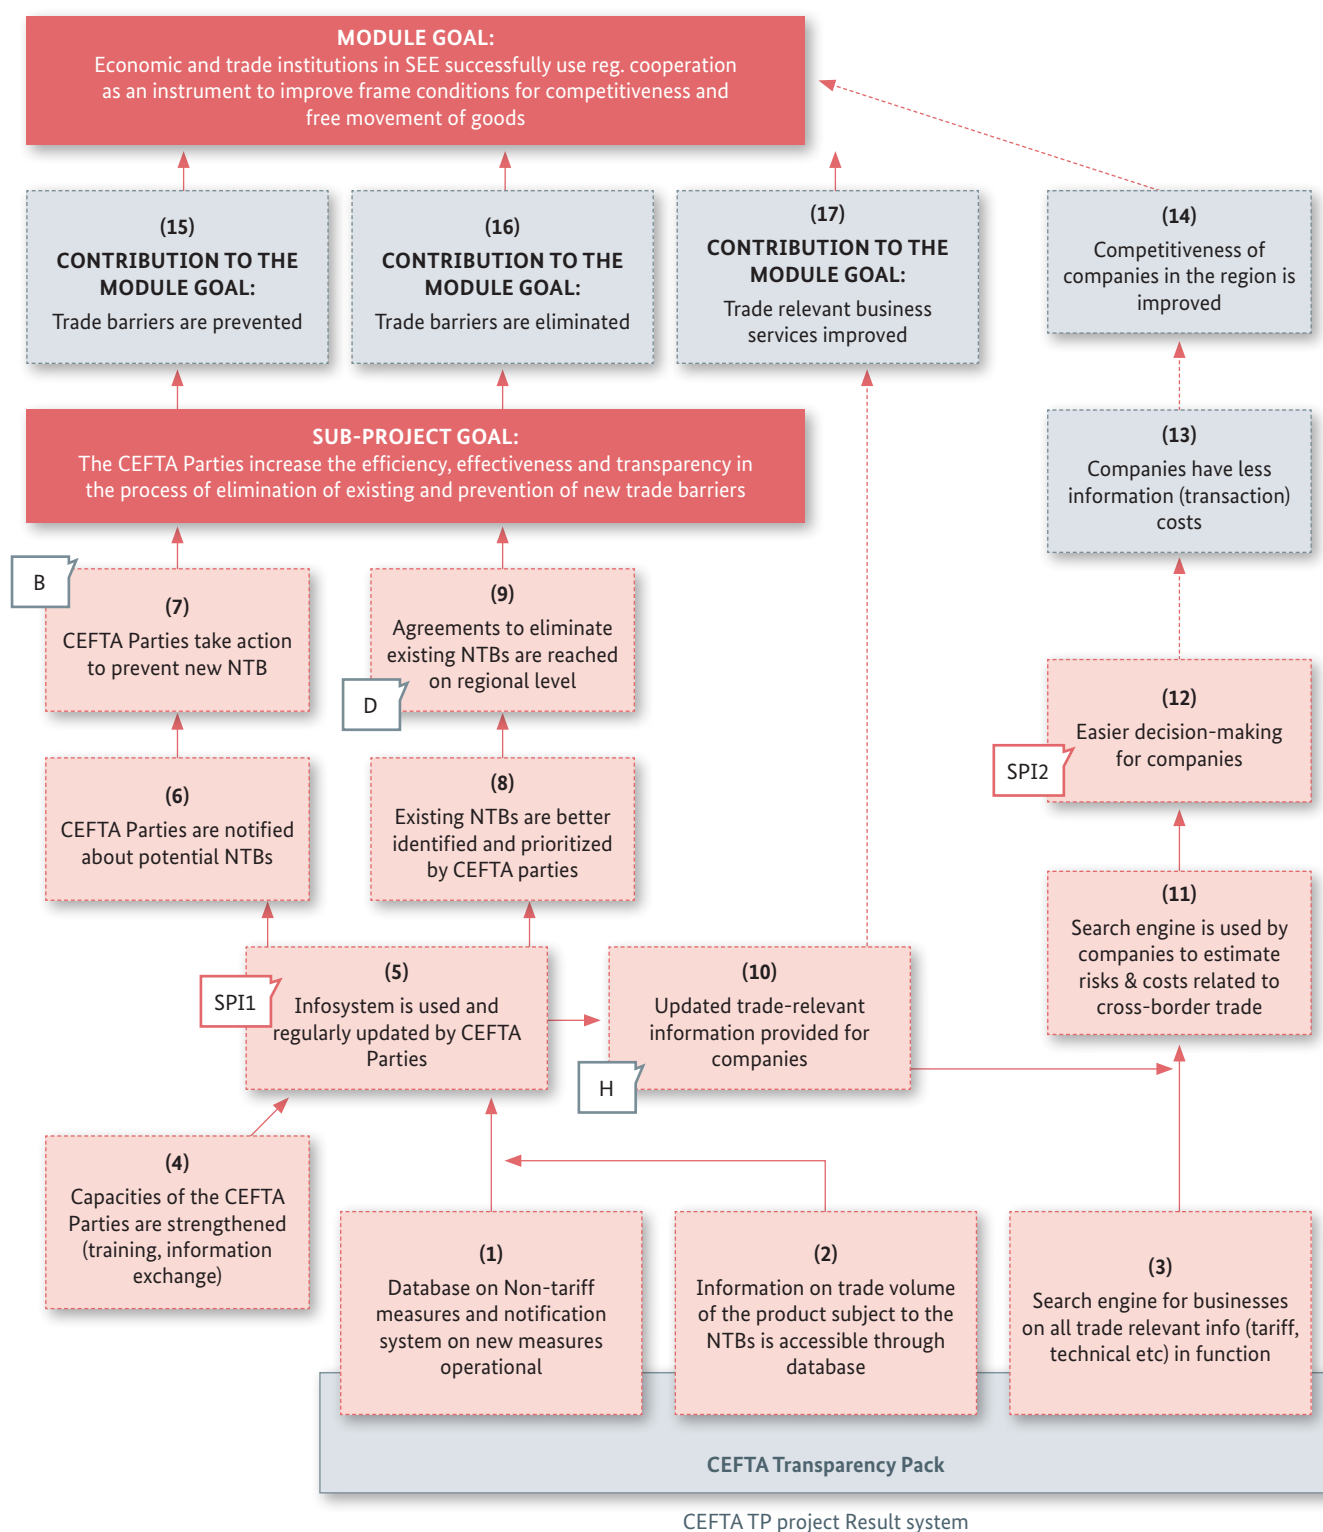 MODULE GOAL:
Economic and trade institutions in SEE successfully use reg. cooperation
as an instrument to improve frame conditions for competitiveness and
free movement of goods
(15)
CONTRIBUTION TO THE
MODULE GOAL:
Trade barriers are prevented
(16)
CONTRIBUTION TO THE
MODULE GOAL:
Trade barriers are eliminated
(17)
CONTRIBUTION TO THE
MODULE GOAL:
Trade relevant business
services improved
(14)
Competitiveness of
companies in the region is
improved
SUB-PROJECT GOAL:
The CEFTA Parties increase the efficiency, effectiveness and transparency in
the process of elimination of existing and prevention of new trade barriers
(13)
Companies have less
information (transaction)
costs
B
(7)
CEFTA Parties take action
to prevent new NTB
(9)
Agreements to eliminate
existing NTBs are reached
on regional level
D
(12)
Easier decision-making
for companies
SPI2
(6)
CEFTA Parties are notified
about potential NTBs
(8)
Existing NTBs are better
identified and prioritized
by CEFTA parties
(11)
Search engine is used by
companies to estimate
risks & costs related to
cross-border trade
SPI1
(5)
Infosystem is used and
regularly updated by CEFTA
Parties
(10)
Updated trade-relevant
information provided for
companies
H
(4)
Capacities of the CEFTA
Parties are strengthened
(training, information
exchange)
(1)
Database on Non-tariff
measures and notification
system on new measures
operational
(2)
Information on trade volume
of the product subject to the
NTBs is accessible through
database
(3)
Search engine for businesses
on all trade relevant info (tariff,
technical etc) in function
CEFTA Transparency Pack
CEFTA TP project Result system